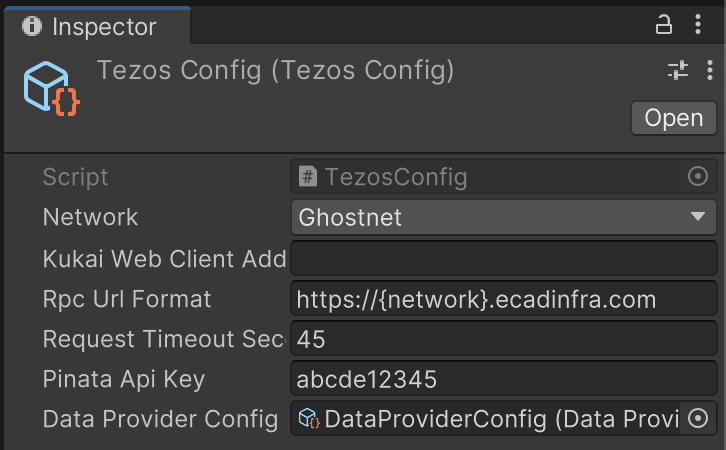 Inspector
Tezos Config (Tezos Config)
Open
Script TezosConfig
Network Ghostnet
Kukai Web Client Add
Rpc Url Format https://{network}.ecadinfra.com
Request Timeout Sec 45
Pinata Api Key abcde12345
Data Provider Config DataProviderConfig (Data Provi